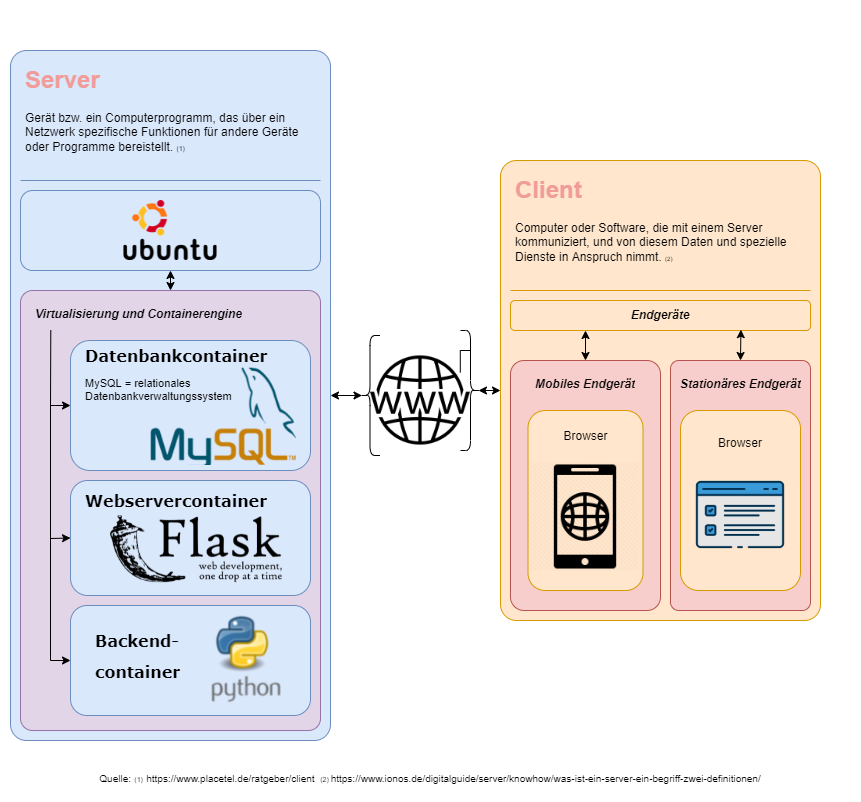 Server
Gerät bzw. ein Computerprogramm, das über ein
Netzwerk spezifische Funktionen für andere Geräte
oder Programme bereistellt. (1)
ubuntu
Virtualisierung und Containerengine
Datenbankcontainer
MySQL = relationales
Datenbankverwaltungssystem
MySQL™
Webservercontainer
Flask
web development,
one drop at a time
Backend-
container
python
WWW
Client
Computer oder Software, die mit einem Server
kommuniziert, und von diesem Daten und spezielle
Dienste in Anspruch nimmt. (2)
Endgeräte
Mobiles Endgerät
Browser
Stationäres Endgerät
Browser
Quelle: (1) https://www.placetel.de/ratgeber/client (2) https://www.ionos.de/digitalguide/server/knowhow/was-ist-ein-server-ein-begriff-zwei-definitionen/